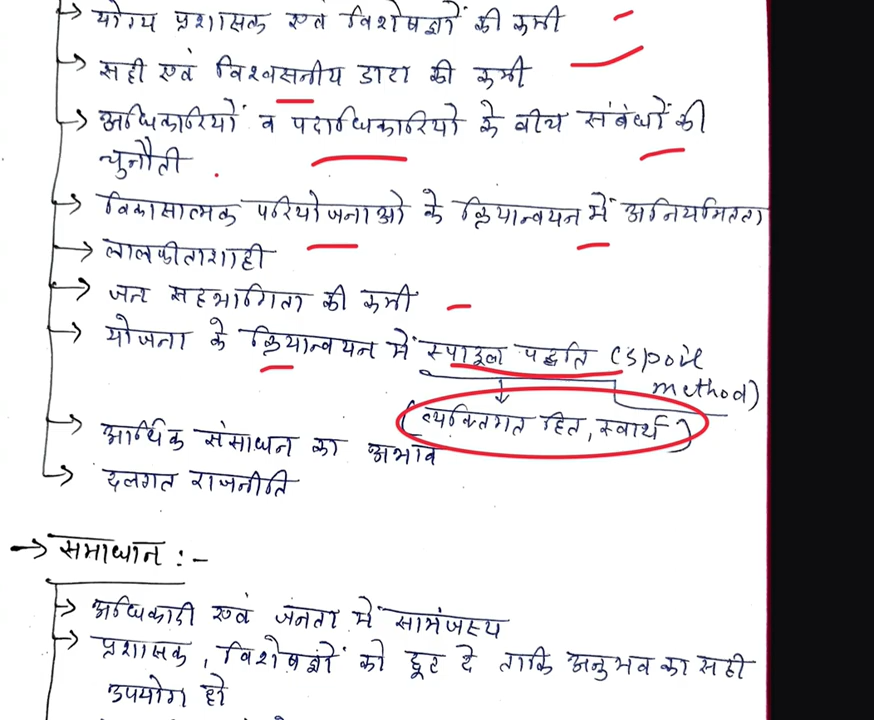 → योग्य प्रशासक एवं विशेषज्ञों की कमी
→ सही एवं विश्वसनीय डाटा की कमी
→ अधिकारियों व पदाधिकारियो के बीच संबंधों की
चुनौती
→ विकासात्मक परियोजनाओ के क्रियान्वयन में अनियमितता
→ लालफीताशाही
→ जन सहभागिता की कमी
→ योजना के क्रियान्वयन में स्पाइल पद्धति (spoil
method)
(व्यक्तिगत हित, स्वार्थ)
→ आर्थिक संसाधन का अभाव
→ दलगत राजनीति
→ समाधान :-
→ अधिकारी एवं जनता में सामंजस्य
→ प्रशासक, विशेषज्ञों को छूट दे ताकि अनुभव का सही
उपयोग हो